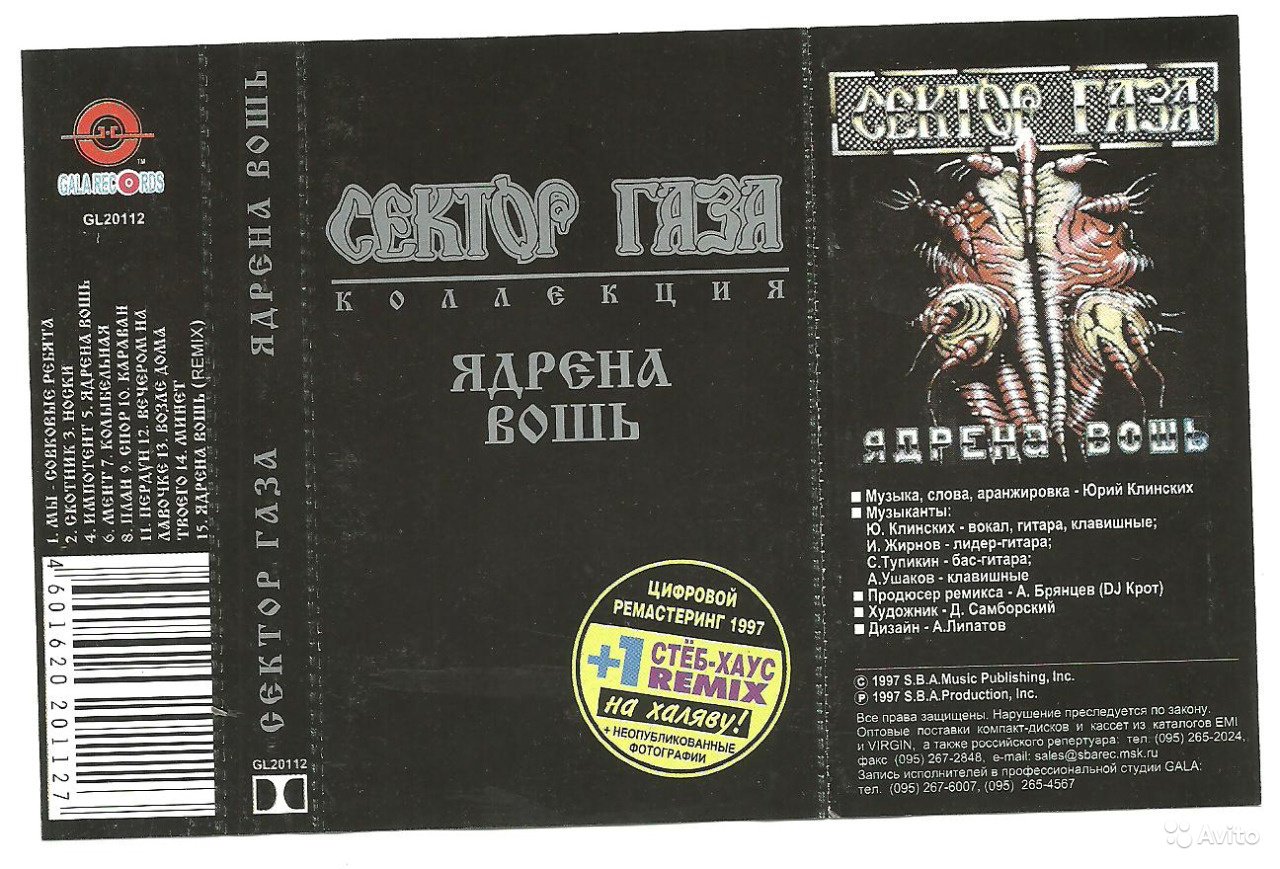 GALA RECORDS
TM
GL20112
1. МЫ - СОВКОВЫЕ РЕБЯТА
2. СКОТНИК 3. НОСКИ
4. ИМПОТЕНТ 5. ЯДРЕНА ВОШЬ
6. МЕНТ 7. КОЛЫБЕЛЬНАЯ
8. ПЛАН 9. СПОР 10. КАРАВАН
11. ПЕРДУН 12. ВЕЧЕРОМ НА
ЛАВОЧКЕ 13. ВОЗЛЕ ДОМА
ТВОЕГО 14. МИНЕТ
15. ЯДРЕНА ВОШЬ (REMIX)
4 601620 201127
СЕКТОР ГАЗА ЯДРЕНА ВОШЬ
GL20112
СЕКТОР ГАЗА
КОЛЛЕКЦИЯ
ЯДРЕНА
ВОШЬ
ЦИФРОВОЙ
РЕМАСТЕРИНГ 1997
+1 СТЁБ-ХАУС
REMIX
на халяву!
+ НЕОПУБЛИКОВАННЫЕ
ФОТОГРАФИИ
СЕКТОР ГАЗА
ЯДРЕНА ВОШЬ
Музыка, слова, аранжировка - Юрий Клинских
Музыканты:
Ю. Клинских - вокал, гитара, клавишные;
И. Жирнов - лидер-гитара;
С.Тупикин - бас-гитара;
А.Ушаков - клавишные
Продюсер ремикса - А. Брянцев (DJ Крот)
Художник - Д. Самборский
Дизайн - А.Липатов
© 1997 S.B.A.Music Publishing, Inc.
℗ 1997 S.B.A.Production, Inc.
Все права защищены. Нарушение преследуется по закону.
Оптовые поставки компакт-дисков и кассет из каталогов EMI
и VIRGIN, а также российского репертуара: тел. (095) 265-2024,
факс (095) 267-2848, e-mail: sales@sbarec.msk.ru
Запись исполнителей в профессиональной студии GALA:
тел. (095) 267-6007, (095) 265-4567
Avito